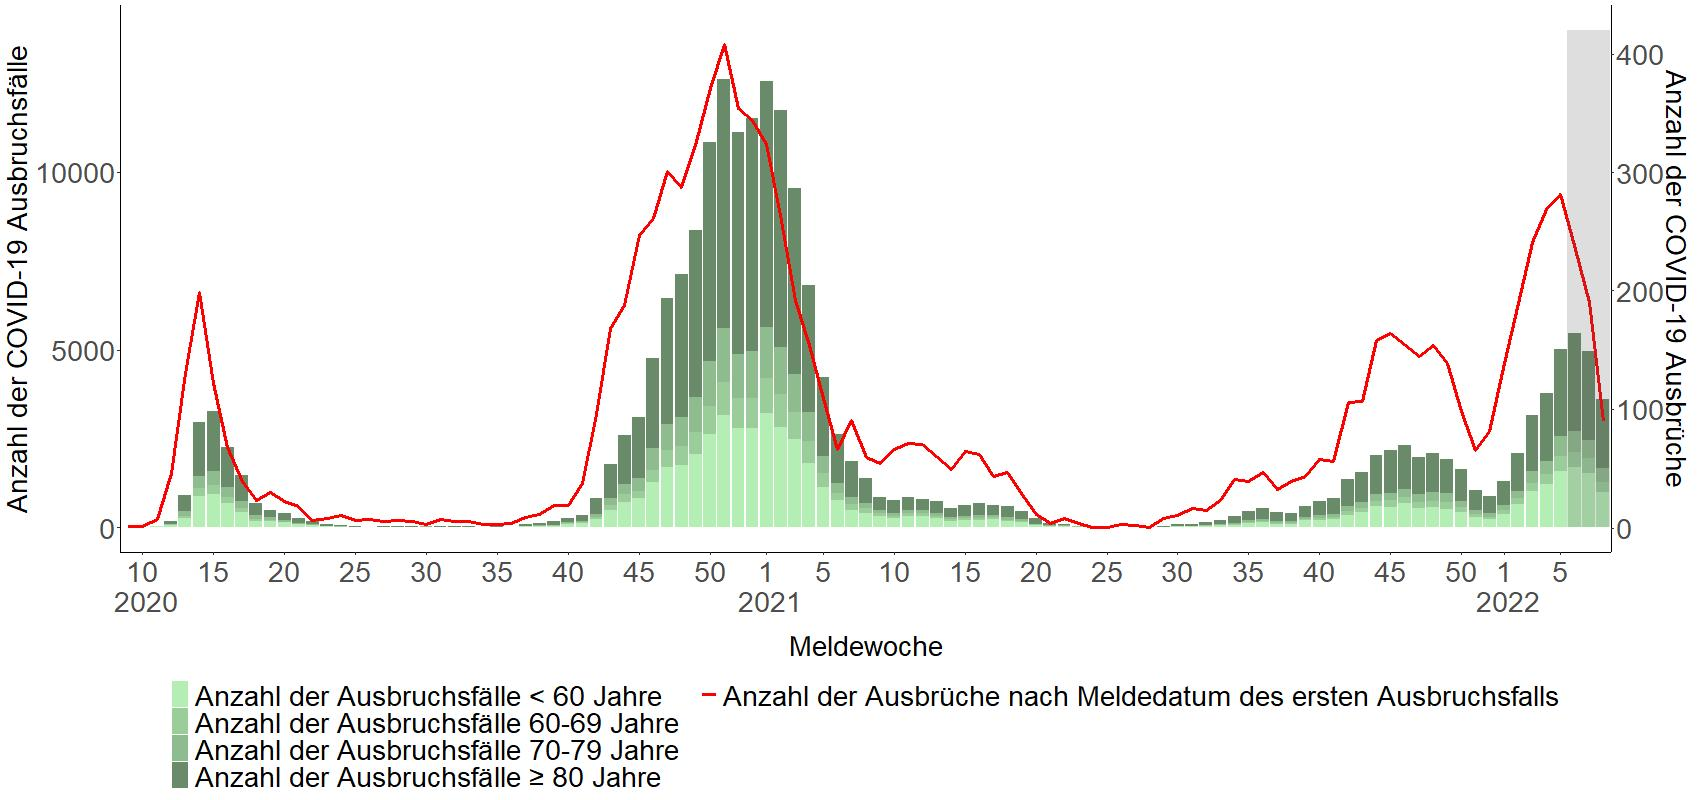 Anzahl der COVID-19 Ausbruchsfälle
10000
5000
0
400
300
200
100
0
Anzahl der COVID-19 Ausbrüche
10 15 20 25 30 35 40 45 50 1 5 10 15 20 25 30 35 40 45 50 1 5
2020 2021 2022
Meldewoche
Anzahl der Ausbruchsfälle < 60 Jahre
Anzahl der Ausbruchsfälle 60-69 Jahre
Anzahl der Ausbruchsfälle 70-79 Jahre
Anzahl der Ausbruchsfälle ≥ 80 Jahre
Anzahl der Ausbrüche nach Meldedatum des ersten Ausbruchsfalls